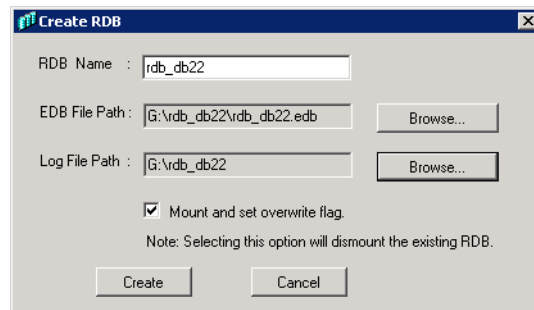 Create RDB
RDB Name : rdb_db22
EDB File Path : G:\rdb_db22\rdb_db22.edb Browse...
Log File Path : G:\rdb_db22 Browse...
Mount and set overwrite flag.
Note: Selecting this option will dismount the existing RDB.
Create Cancel